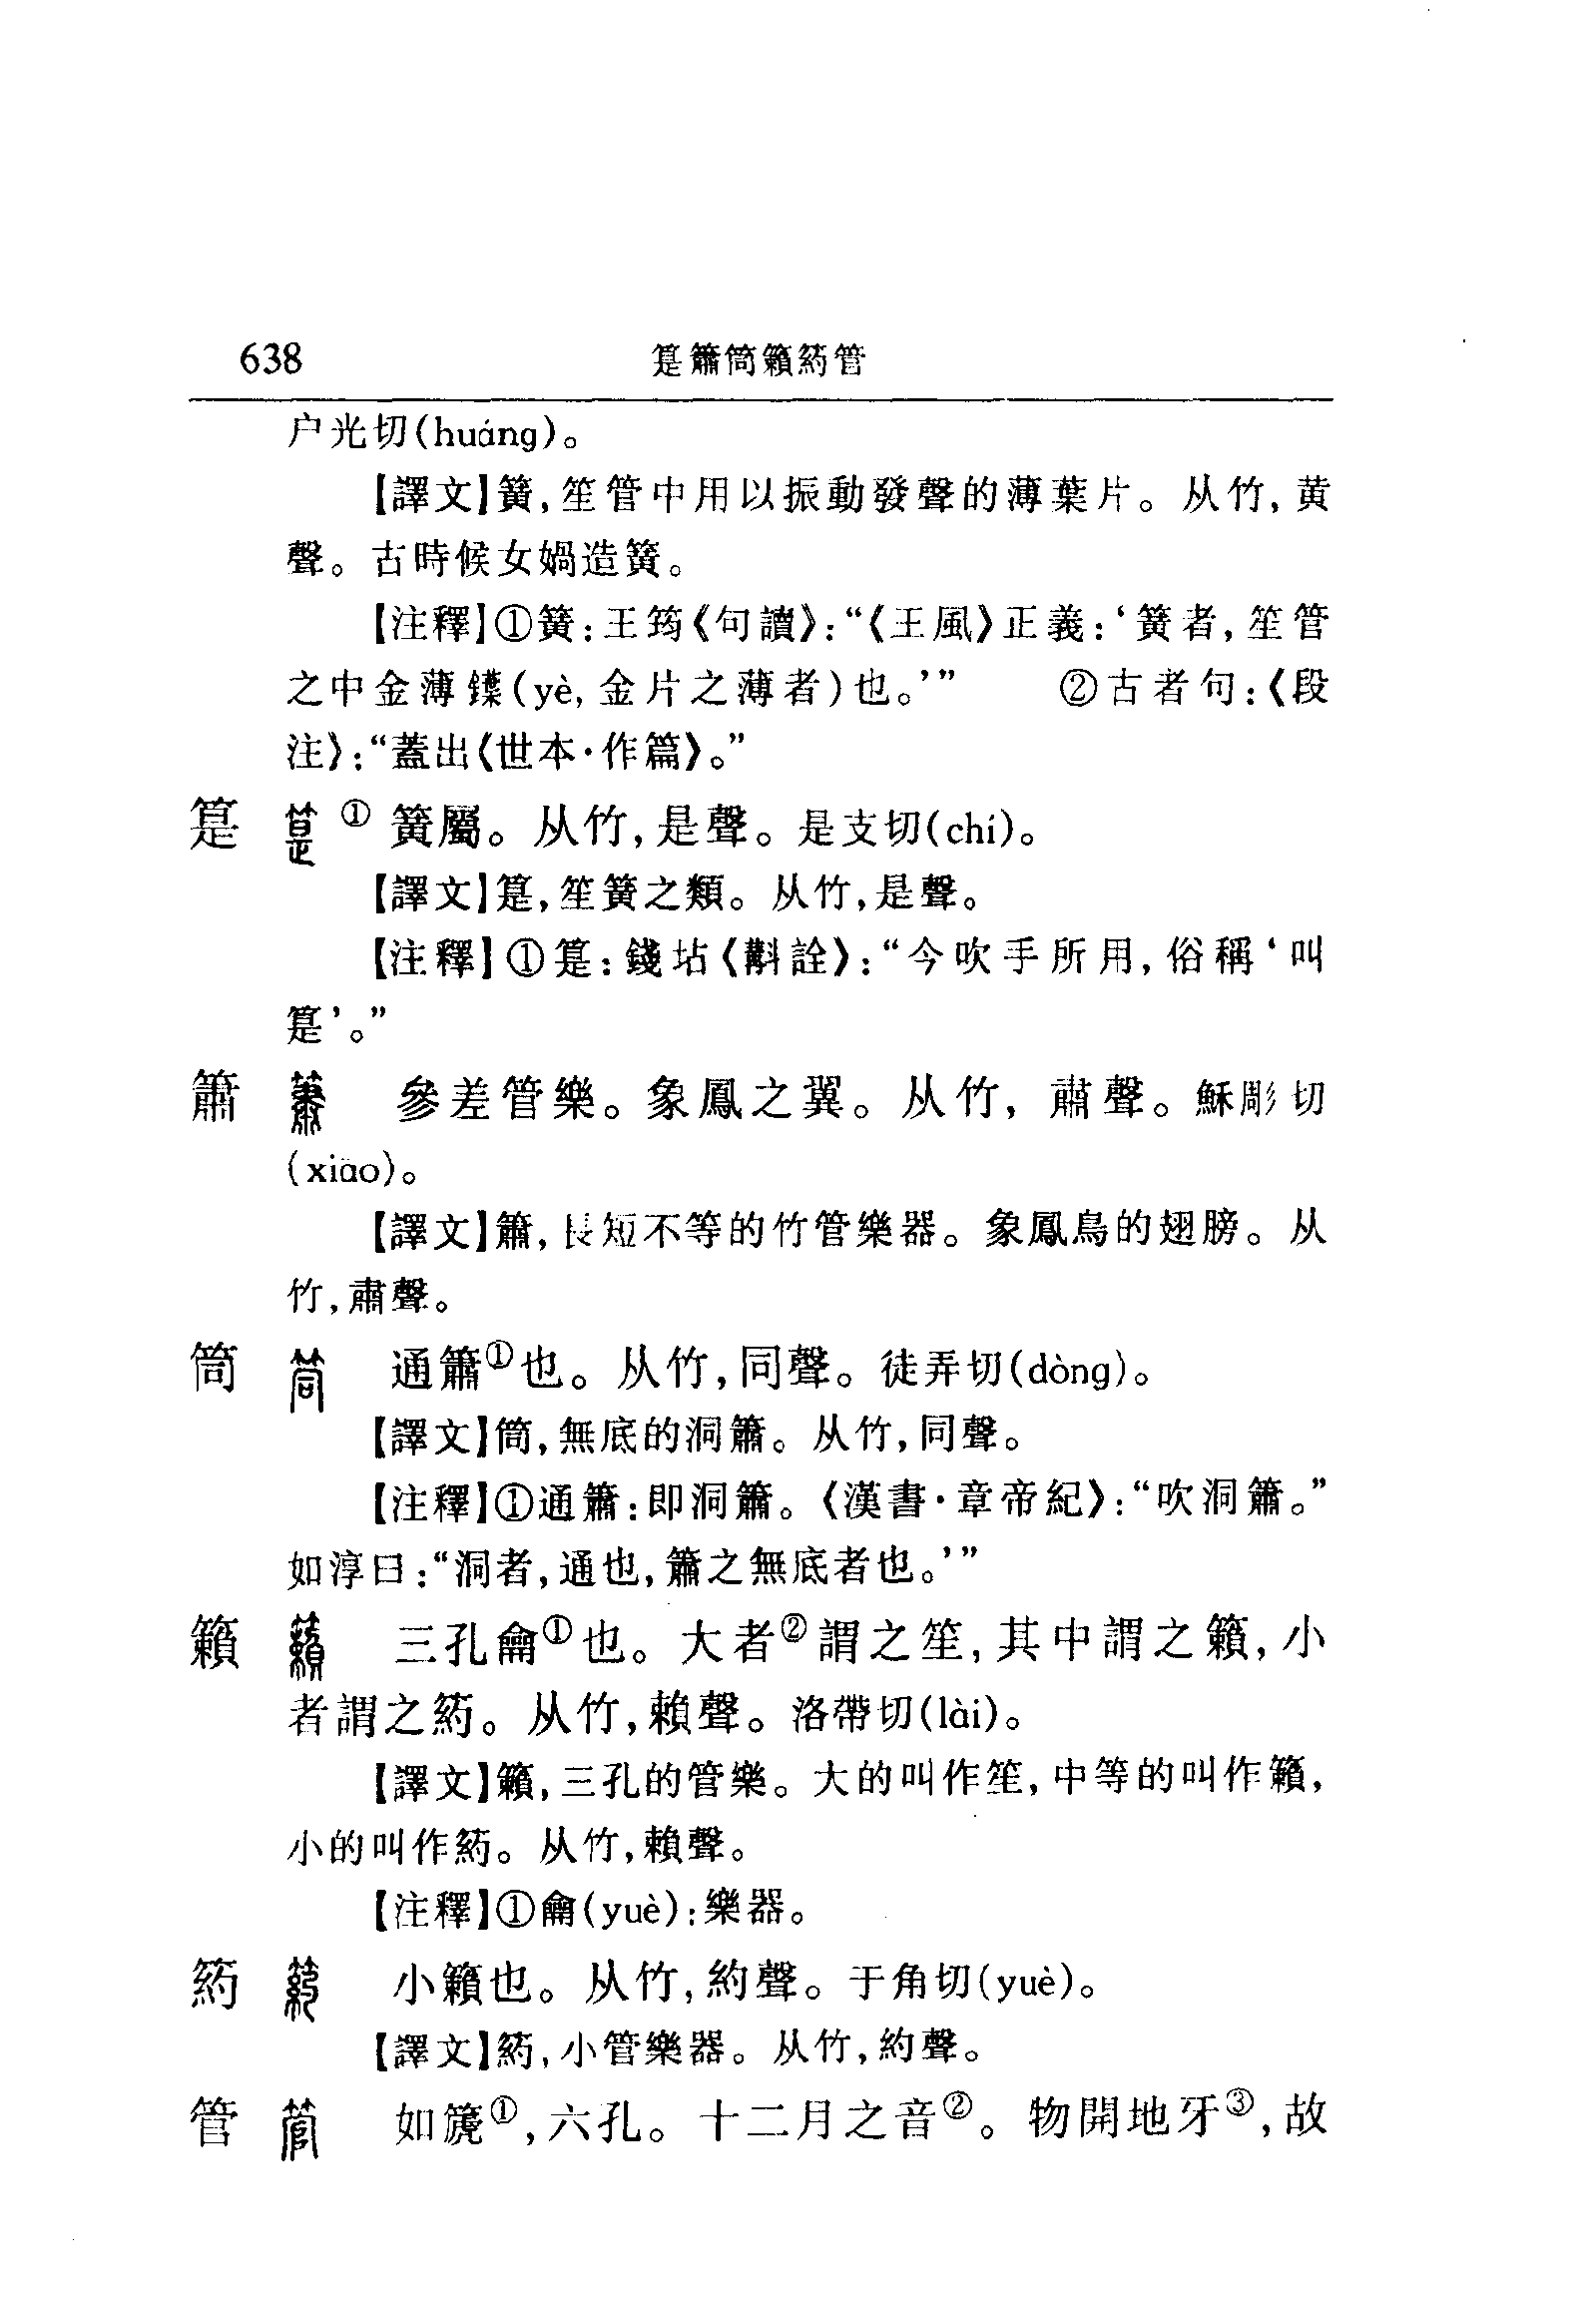 638 䈕簫筒籟箹管
户光切(huáng)。
【譯文】簧,笙管中用以振動發聲的薄葉片。从竹,黄
聲。古時候女媧造簧。
【注釋】①簧:王筠《句讀》:“《王風》正義:‘簧者,笙管
之中金薄鍱(yè,金片之薄者)也。’” ②古者句:《段
注》:“蓋出《世本·作篇》。”
䈕 ① 簧屬。从竹,是聲。是支切(chí)。
【譯文】䈕,笙簧之類。从竹,是聲。
【注釋】①䈕:錢坫《斠詮》:“今吹手所用,俗稱‘叫
䈕’。”
簫 參差管樂。象鳳之翼。从竹,肅聲。穌彫切
(xiāo)。
【譯文】簫,長短不等的竹管樂器。象鳳鳥的翅膀。从
竹,肅聲。
筒 通簫①也。从竹,同聲。徒弄切(dòng)。
【譯文】筒,無底的洞簫。从竹,同聲。
【注釋】①通簫:即洞簫。《漢書·章帝紀》:“吹洞簫。”
如淳曰:“洞者,通也,簫之無底者也。’”
籟 三孔龠①也。大者②謂之笙,其中謂之籟,小
者謂之箹。从竹,賴聲。洛帶切(lài)。
【譯文】籟,三孔的管樂。大的叫作笙,中等的叫作籟,
小的叫作箹。从竹,賴聲。
【注釋】①龠(yuè):樂器。
箹 小籟也。从竹,約聲。于角切(yuè)。
【譯文】箹,小管樂器。从竹,約聲。
管 如篪①,六孔。十二月之音②。物開地牙③,故